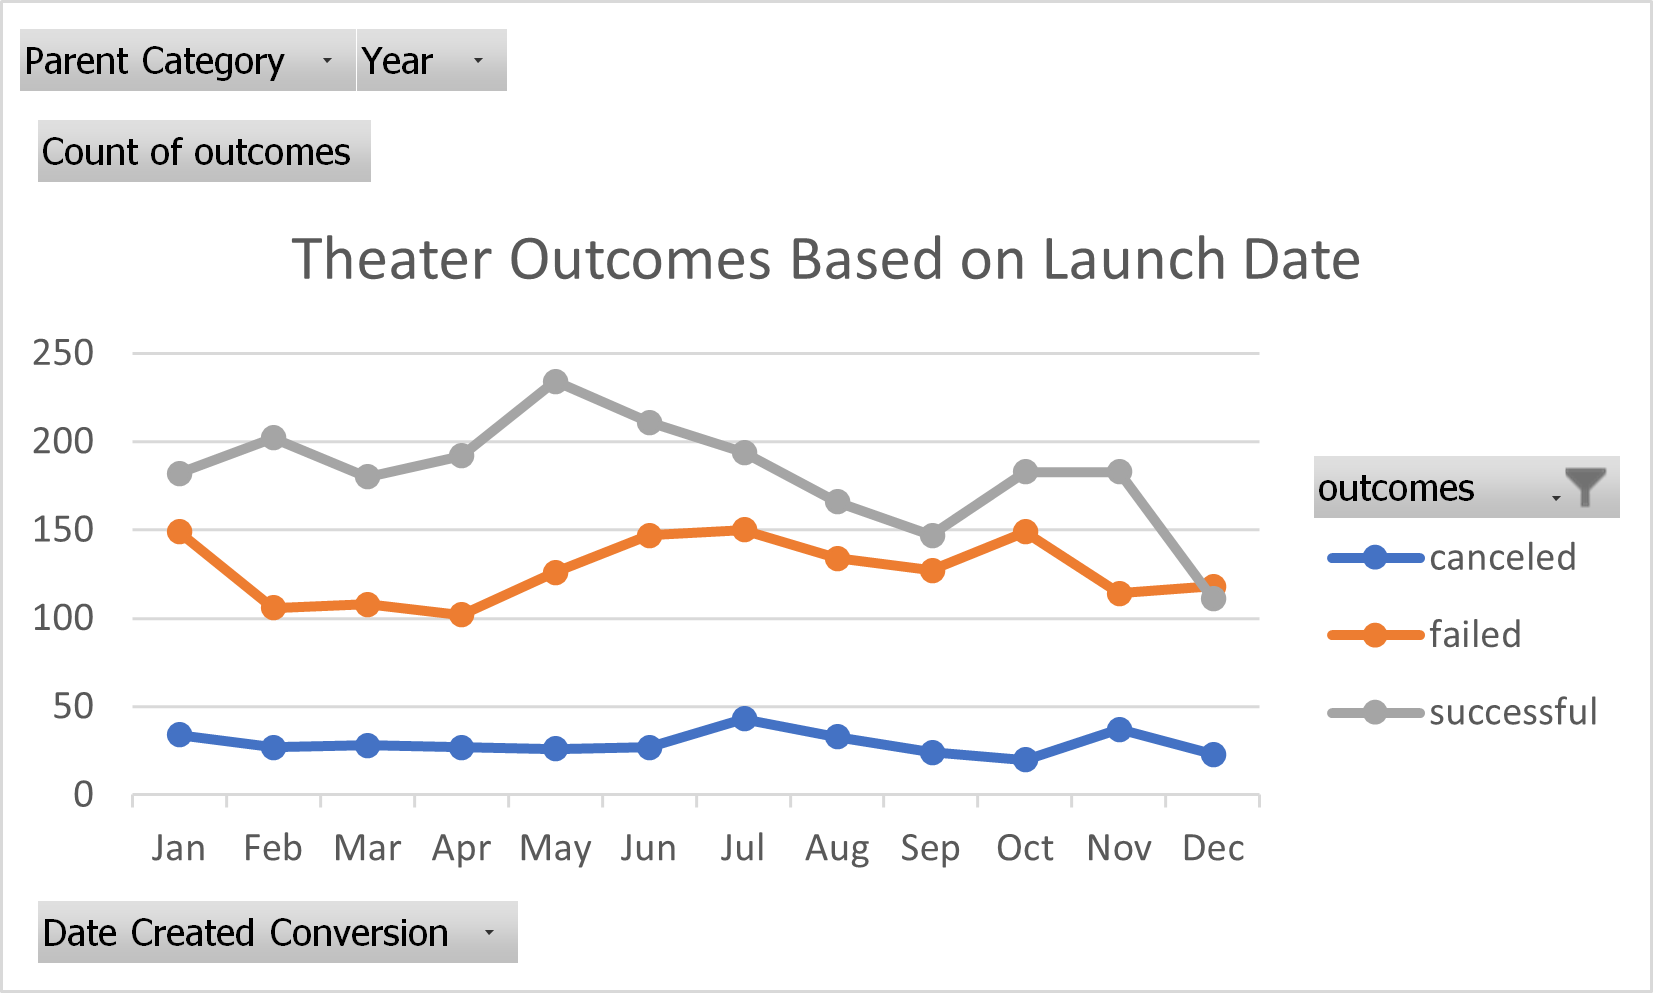 Parent Category Year
Count of outcomes
Theater Outcomes Based on Launch Date
250
200
150
100
50
0
Jan Feb Mar Apr May Jun Jul Aug Sep Oct Nov Dec
outcomes
canceled
failed
successful
Date Created Conversion